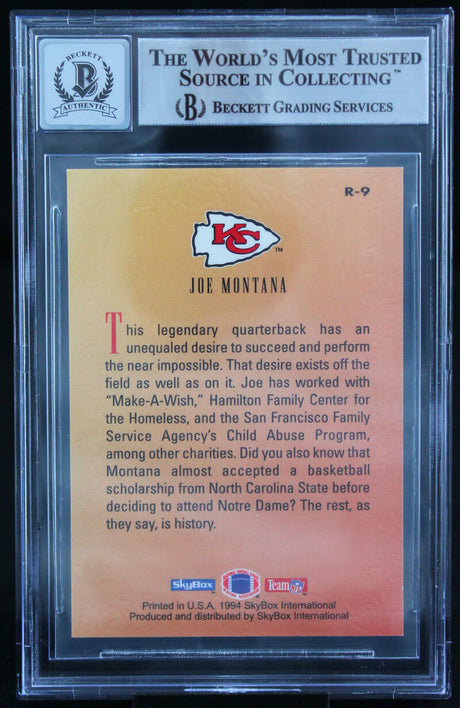 BECKETT
B
AUTHENTIC
THE WORLD'S MOST TRUSTED
SOURCE IN COLLECTING™
B BECKETT GRADING SERVICES
R-9
KC
TM
JOE MONTANA
This legendary quarterback has an
unequaled desire to succeed and perform
the near impossible. That desire exists off the
field as well as on it. Joe has worked with
"Make-A-Wish," Hamilton Family Center for
the Homeless, and the San Francisco Family
Service Agency's Child Abuse Program,
among other charities. Did you also know that
Montana almost accepted a basketball
scholarship from North Carolina State before
deciding to attend Notre Dame? The rest, as
they say, is history.
SkyBox
Team NFL
Printed in U.S.A. 1994 SkyBox International
Produced and distributed by SkyBox International